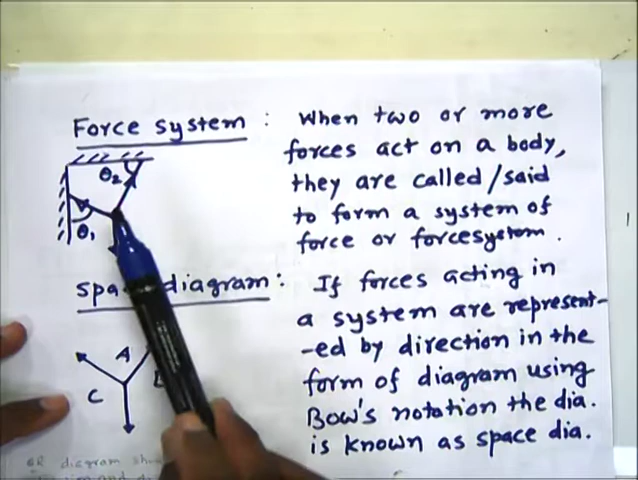 Force system :
When two or more
forces act on a body,
they are called/said
to form a system of
force or forcesystem.
θ2
θ1
diagram :
If forces acting in
a system are represent-
-ed by direction in the
form of diagram using
Bow's notation the dia.
is known as space dia.
A
C
diagram